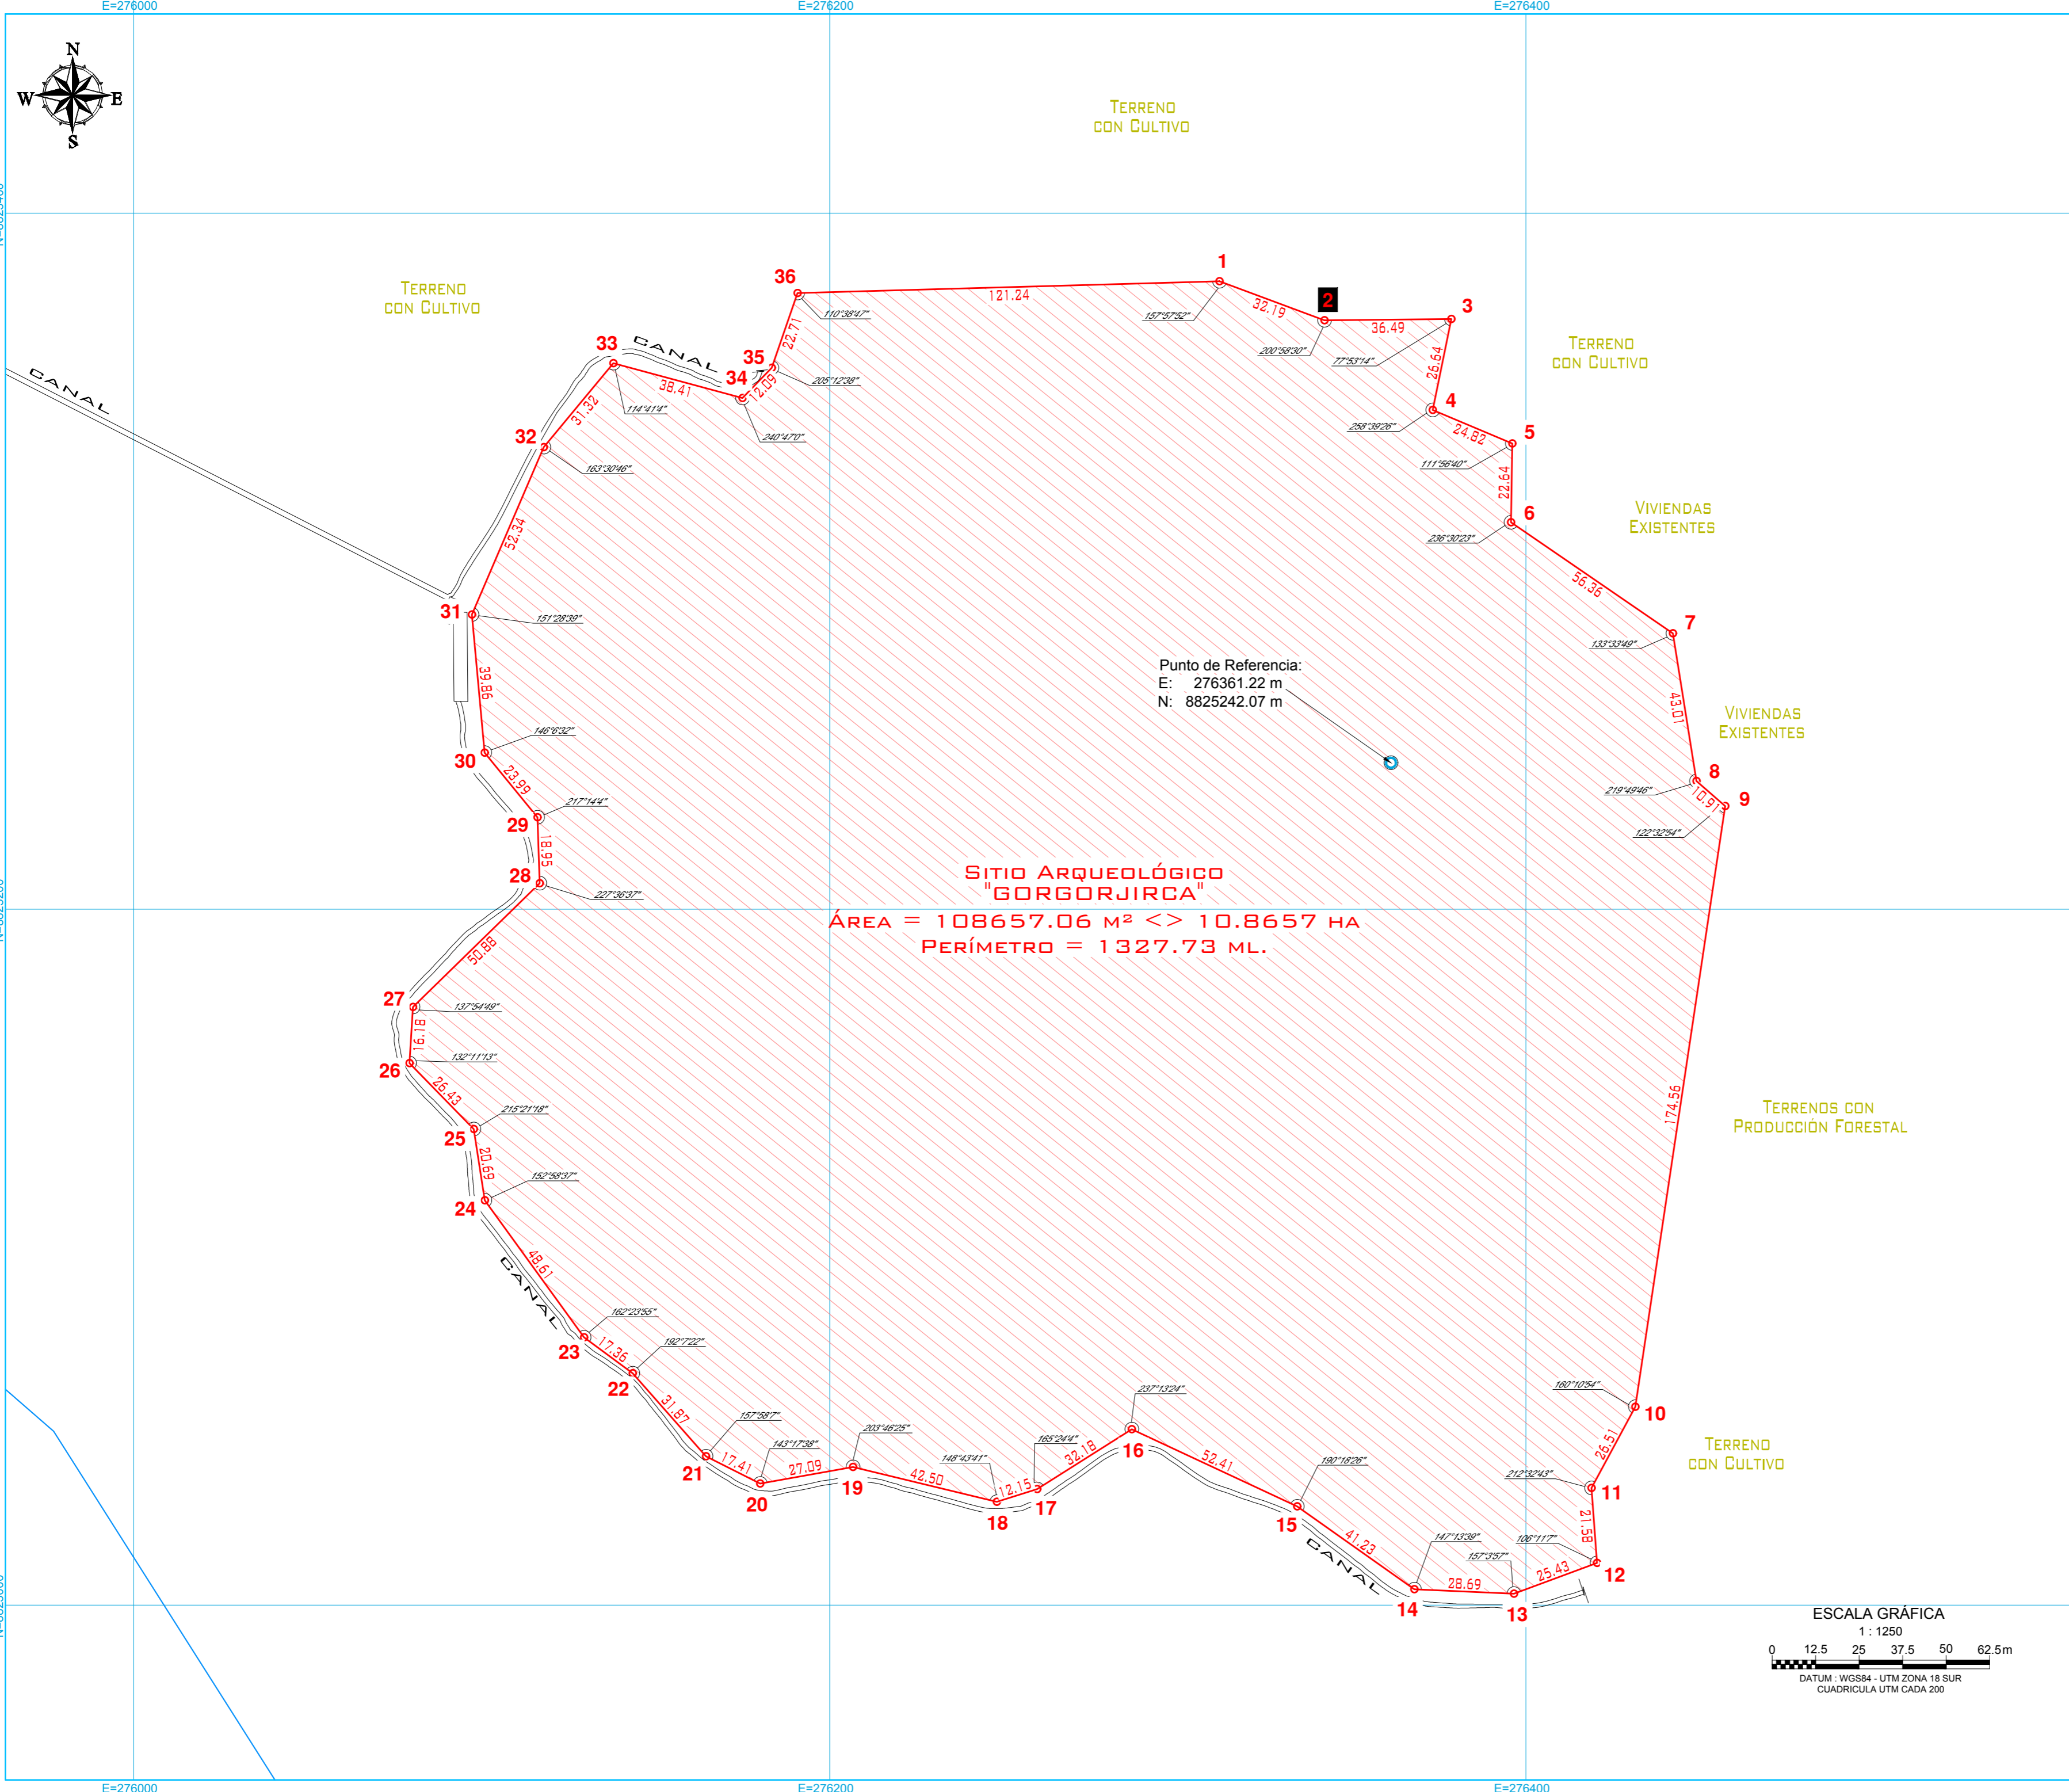 E=276000
E=276200
E=276400
N
W
E
S
TERRENO
CON CULTIVO
TERRENO
CON CULTIVO
36
1
2
3
121.24
32.19
36.49
110°38'47"
157°57'52"
200°58'30"
77°53'14"
TERRENO
CON CULTIVO
33
CANAL
35
34
22.71
38.41
12.09
205°12'38"
114°41'4"
240°47'0"
26.64
4
258°39'26"
24.82
5
111°56'40"
22.64
CANAL
31.32
32
163°30'46"
52.34
6
236°30'23"
VIVIENDAS
EXISTENTES
56.36
31
151°28'39"
7
133°33'49"
39.86
43.01
Punto de Referencia:
E: 276361.22 m
N: 8825242.07 m
VIVIENDAS
EXISTENTES
146°6'32"
30
23.99
8
219°49'46"
10.91
9
122°32'54"
217°14'4"
29
18.95
28
227°36'37"
SITIO ARQUEOLÓGICO
"GORGORJIRCA"
ÁREA = 108657.06 M² <> 10.8657 HA
PERÍMETRO = 1327.73 ML.
50.88
27
137°54'49"
16.18
26
132°11'13"
26.43
174.56
TERRENOS CON
PRODUCCIÓN FORESTAL
215°21'18"
25
20.69
152°58'37"
24
48.61
CANAL
162°23'55"
23
17.36
192°7'22"
22
31.87
157°58'7"
143°17'38"
203°46'25"
21
17.41
20
27.09
19
42.50
148°43'41"
18
12.15
165°24'4"
17
32.18
237°13'24"
16
52.41
190°18'26"
15
41.23
CANAL
147°13'39"
14
28.69
157°3'57"
13
25.43
106°11'7"
12
21.58
212°32'43"
11
26.51
160°10'54"
10
TERRENO
CON CULTIVO
ESCALA GRÁFICA
1 : 1250
0 12.5 25 37.5 50 62.5m
DATUM : WGS84 - UTM ZONA 18 SUR
CUADRICULA UTM CADA 200
E=276000
E=276200
E=276400